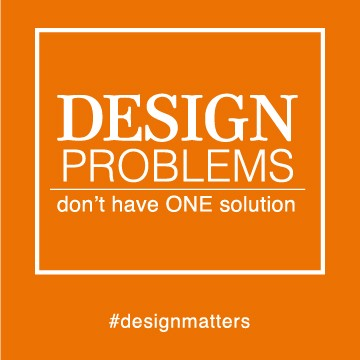 DESIGN
PROBLEMS
don't have ONE solution
#designmatters